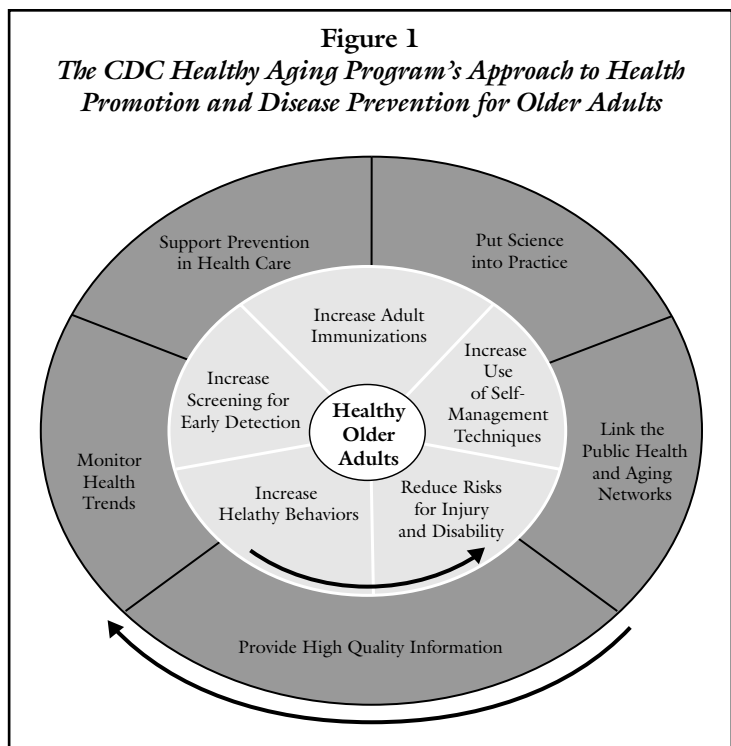 Figure 1
The CDC Healthy Aging Program's Approach to Health
Promotion and Disease Prevention for Older Adults
Support Prevention
in Health Care
Put Science
into Practice
Increase Adult
Immunizations
Increase
Screening for
Early Detection
Increase
Use
of Self-
Management
Techniques
Healthy
Older
Adults
Monitor
Health
Trends
Link the
Public Health
and Aging
Networks
Increase
Helathy Behaviors
Reduce Risks
for Injury
and Disability
Provide High Quality Information